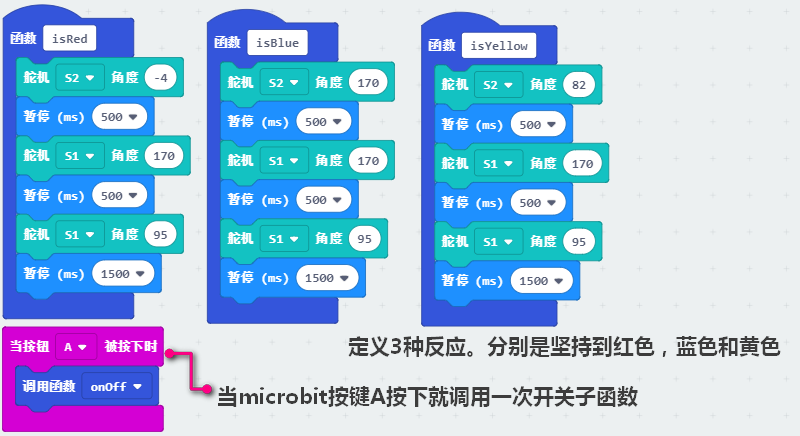 函数 isRed
舵机 S2 角度 -4
暂停 (ms) 500
舵机 S1 角度 170
暂停 (ms) 500
舵机 S1 角度 95
暂停 (ms) 1500
函数 isBlue
舵机 S2 角度 170
暂停 (ms) 500
舵机 S1 角度 170
暂停 (ms) 500
舵机 S1 角度 95
暂停 (ms) 1500
函数 isYellow
舵机 S2 角度 82
暂停 (ms) 500
舵机 S1 角度 170
暂停 (ms) 500
舵机 S1 角度 95
暂停 (ms) 1500
当按钮 A 被按下时
调用函数 onOff
定义3种反应。分别是坚持到红色，蓝色和黄色
当microbit按键A按下就调用一次开关子函数